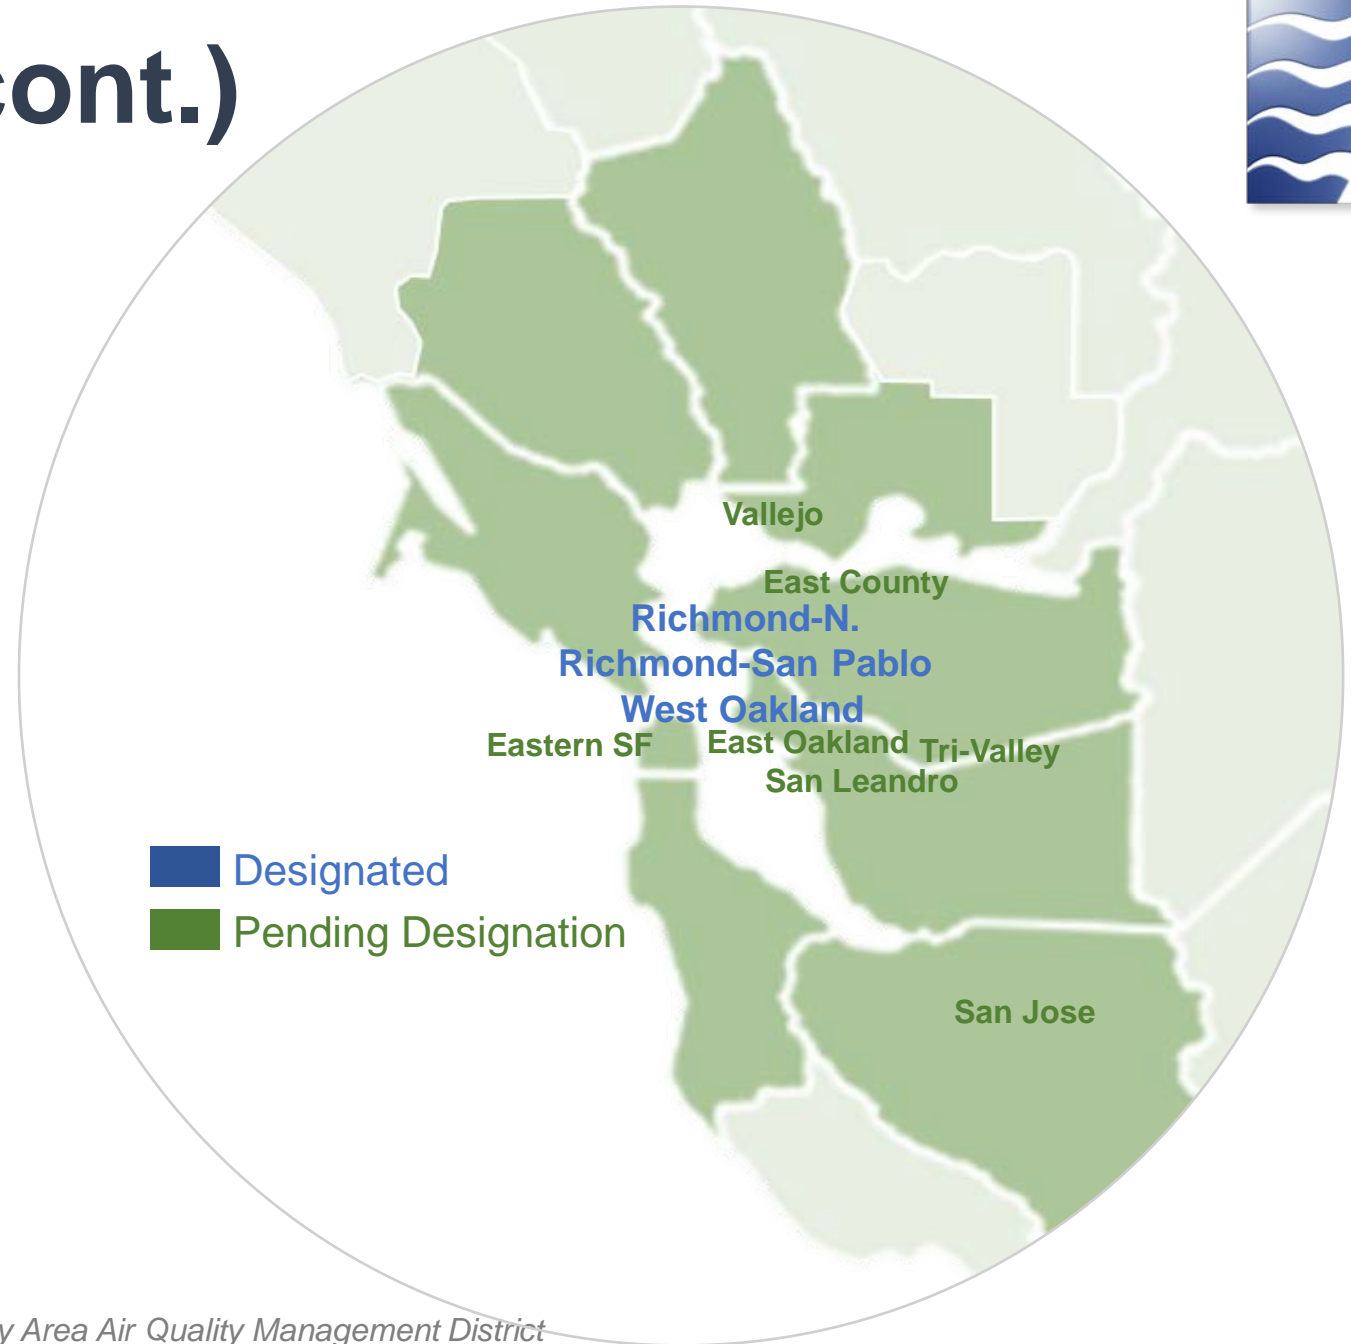 cont.)
Vallejo
East County
Richmond-N.
Richmond-San Pablo
West Oakland
Eastern SF
East Oakland
Tri-Valley
San Leandro
Designated
Pending Designation
San Jose
y Area Air Quality Management District